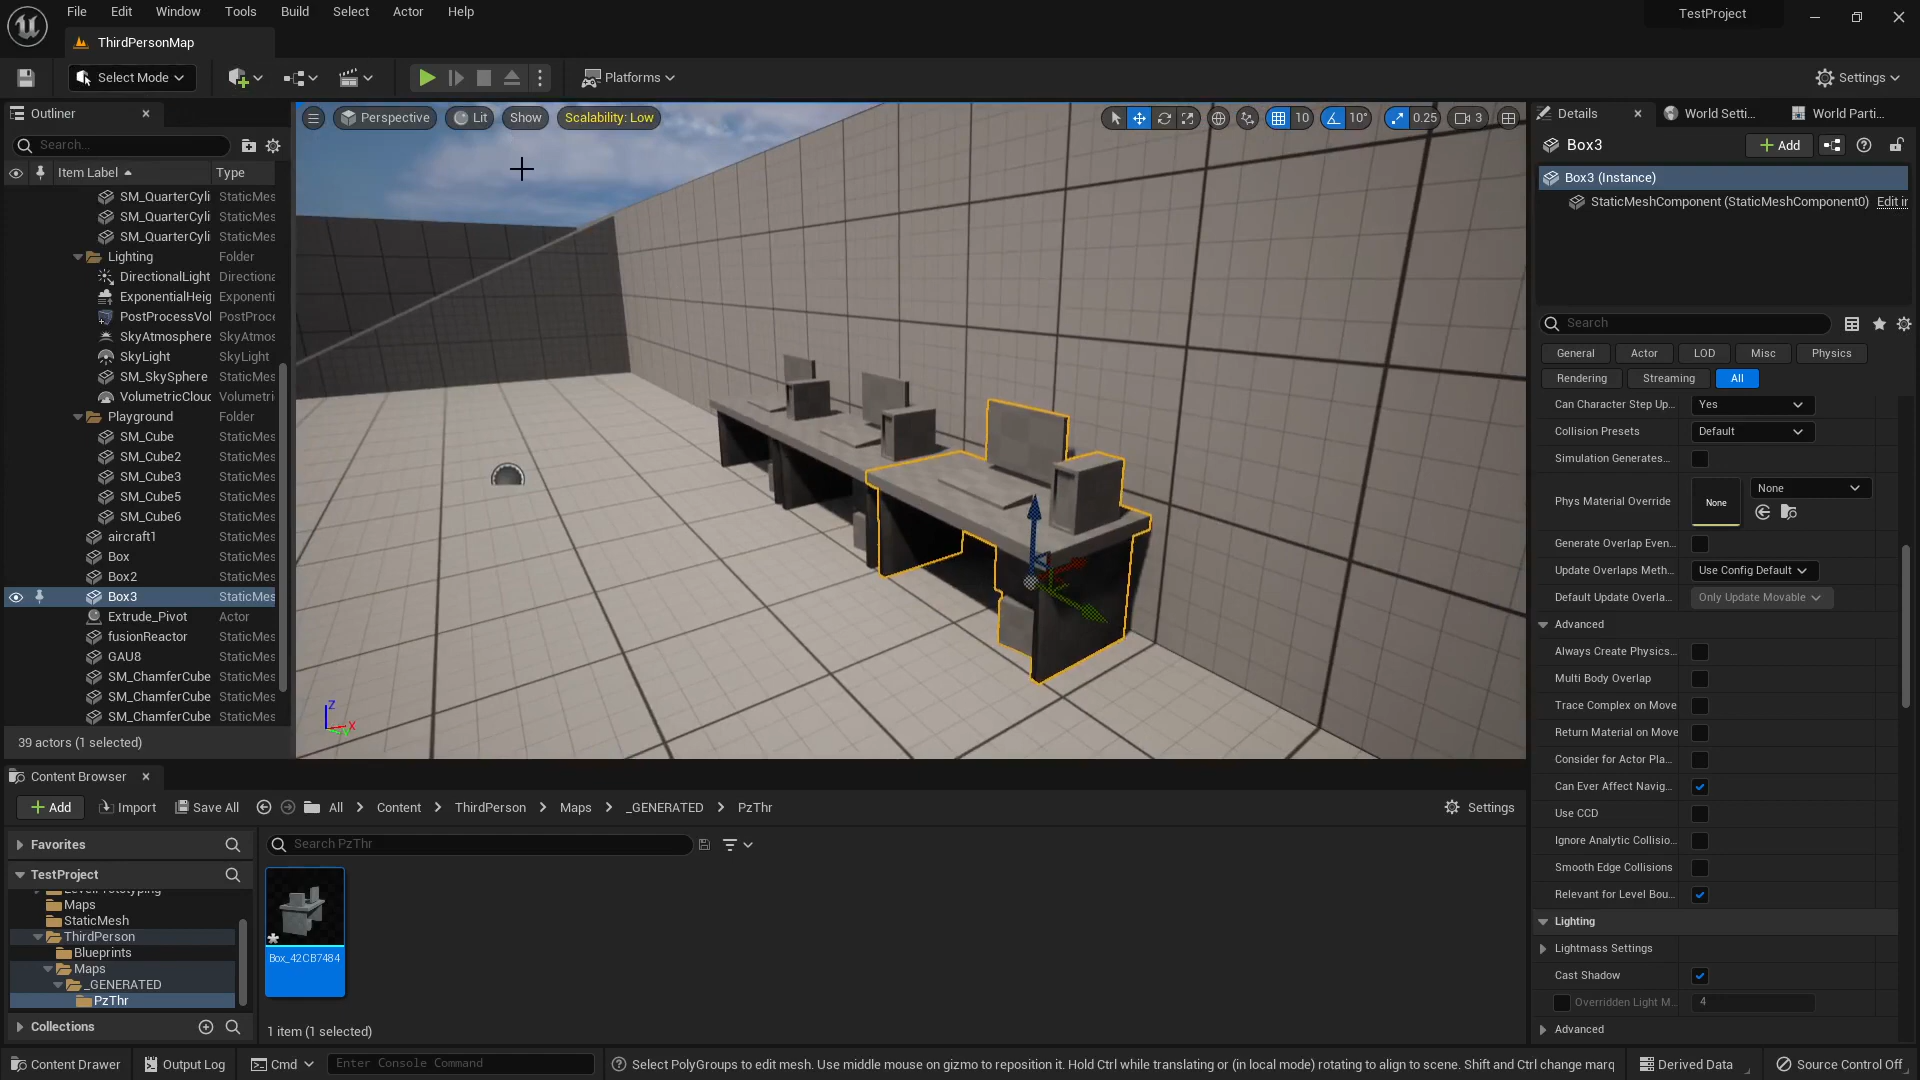 File Edit Window Tools Build Select Actor Help
TestProject
ThirdPersonMap
Select Mode
Platforms
Settings
Outliner
Search...
Item Label
Type
SM_QuarterCyli StaticMes
SM_QuarterCyli StaticMes
SM_QuarterCyli StaticMes
Lighting Folder
DirectionalLight Directiona
ExponentialHeig Exponenti
PostProcessVol PostProce
SkyAtmosphere SkyAtmos
SkyLight SkyLight
SM_SkySphere StaticMes
VolumetricCloud Volumetri
Playground Folder
SM_Cube StaticMes
SM_Cube2 StaticMes
SM_Cube3 StaticMes
SM_Cube5 StaticMes
SM_Cube6 StaticMes
aircraft1 StaticMes
Box StaticMes
Box2 StaticMes
Box3 StaticMes
Extrude_Pivot Actor
fusionReactor StaticMes
GAU8 StaticMes
SM_ChamferCube StaticMes
SM_ChamferCube StaticMes
SM_ChamferCube StaticMes
39 actors (1 selected)
Perspective
Lit
Show
Scalability: Low
10
10°
0.25
3
Z
X
Y
Details
World Setti...
World Parti...
Box3
Add
Box3 (Instance)
StaticMeshComponent (StaticMeshComponent0) Edit in
Search
General Actor LOD Misc Physics
Rendering Streaming All
Can Character Step Up... Yes
Collision Presets Default
Simulation Generates...
Phys Material Override None None
Generate Overlap Even...
Update Overlaps Meth... Use Config Default
Default Update Overla... Only Update Movable
Advanced
Always Create Physics...
Multi Body Overlap
Trace Complex on Move
Return Material on Move
Consider for Actor Pla...
Can Ever Affect Navig...
Use CCD
Ignore Analytic Collisio...
Smooth Edge Collisions
Relevant for Level Bou...
Lighting
Lightmass Settings
Cast Shadow
Overridden Light M... 4
Advanced
Content Browser
Add
Import
Save All
All > Content > ThirdPerson > Maps > _GENERATED > PzThr
Settings
Favorites
TestProject
LevelPrototyping
Maps
StaticMesh
ThirdPerson
Blueprints
Maps
_GENERATED
PzThr
Collections
Search PzThr
Box_42CB7484
1 item (1 selected)
Content Drawer
Output Log
Cmd
Enter Console Command
Select PolyGroups to edit mesh. Use middle mouse on gizmo to reposition it. Hold Ctrl while translating or (in local mode) rotating to align to scene. Shift and Ctrl change marq
Derived Data
Source Control Off